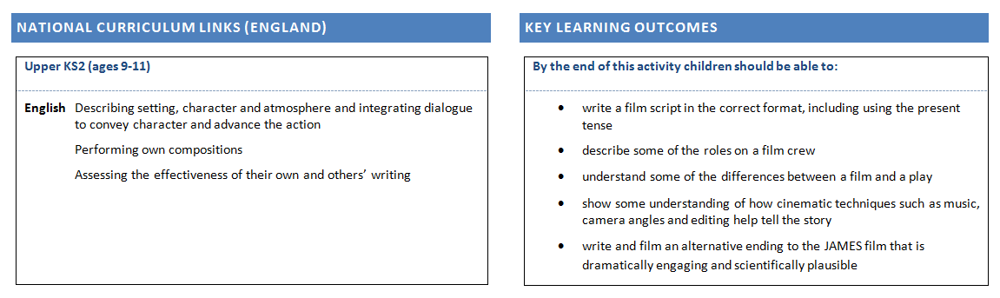 NATIONAL CURRICULUM LINKS (ENGLAND)
Upper KS2 (ages 9-11)
English Describing setting, character and atmosphere and integrating dialogue
to convey character and advance the action
Performing own compositions
Assessing the effectiveness of their own and others’ writing
KEY LEARNING OUTCOMES
By the end of this activity children should be able to:
• write a film script in the correct format, including using the present
tense
• describe some of the roles on a film crew
• understand some of the differences between a film and a play
• show some understanding of how cinematic techniques such as music,
camera angles and editing help tell the story
• write and film an alternative ending to the JAMES film that is
dramatically engaging and scientifically plausible